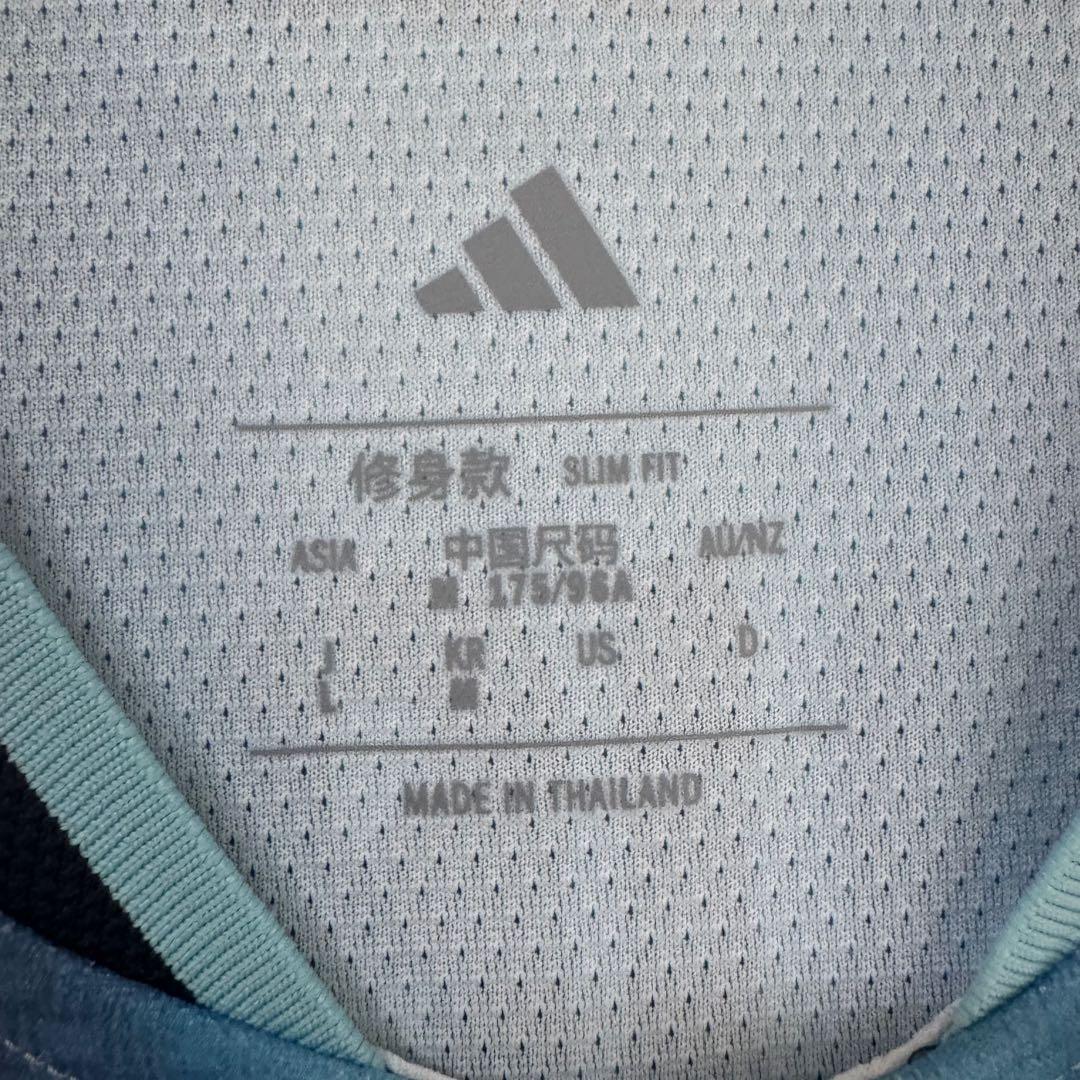 修身款 SLIM FIT
ASIA 中国尺码 AU/NZ
M 175/96A
J KR US D
L M
MADE IN THAILAND